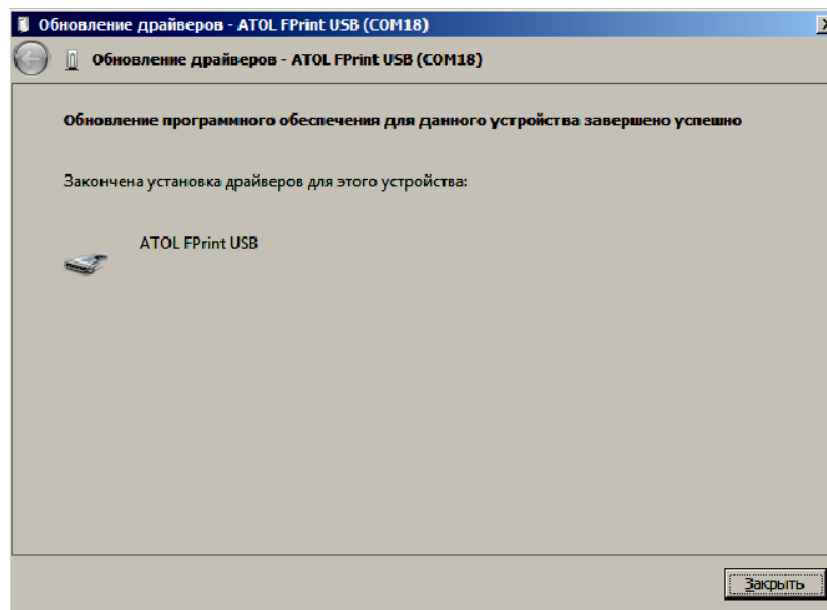 Обновление драйверов - ATOL FPrint USB (COM18)
Обновление драйверов - ATOL FPrint USB (COM18)
Обновление программного обеспечения для данного устройства завершено успешно
Закончена установка драйверов для этого устройства:
ATOL FPrint USB
Закрыть